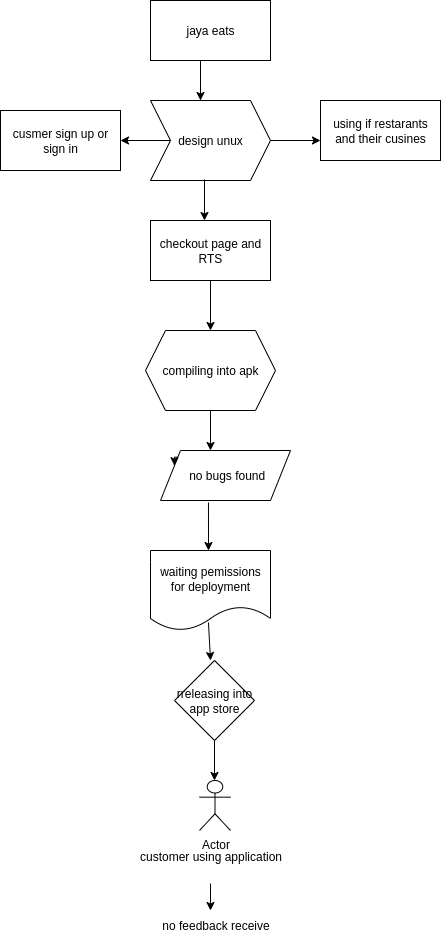 jaya eats
cusmer sign up or
sign in
design unux
using if restarants
and their cusines
checkout page and
RTS
compiling into apk
no bugs found
waiting pemissions
for deployment
rreleasing into
app store
Actor
customer using application
no feedback receive